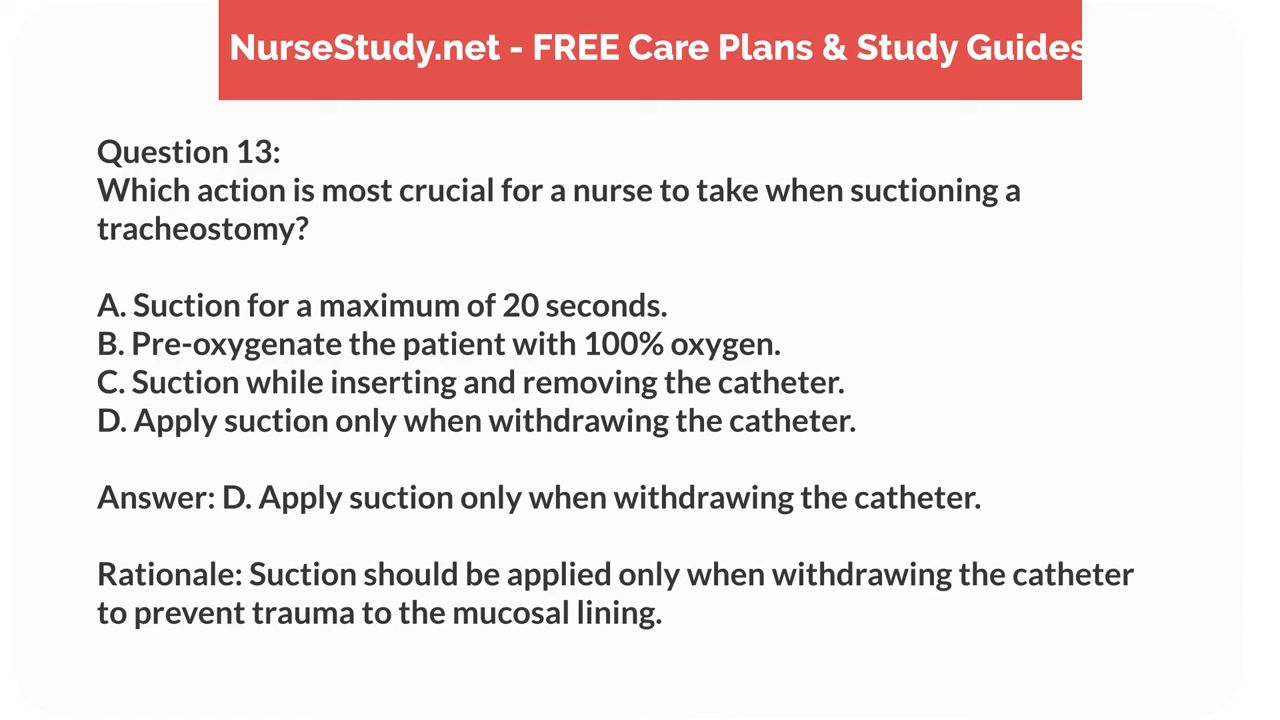 NurseStudy.net - FREE Care Plans & Study Guides
Question 13:
Which action is most crucial for a nurse to take when suctioning a
tracheostomy?
A. Suction for a maximum of 20 seconds.
B. Pre-oxygenate the patient with 100% oxygen.
C. Suction while inserting and removing the catheter.
D. Apply suction only when withdrawing the catheter.
Answer: D. Apply suction only when withdrawing the catheter.
Rationale: Suction should be applied only when withdrawing the catheter
to prevent trauma to the mucosal lining.